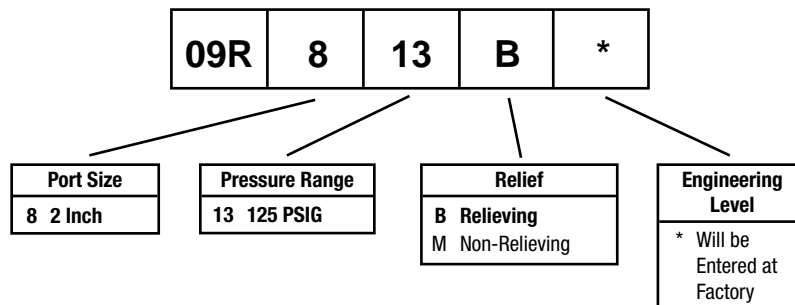 09R 8 13 B *
Port Size
8 2 Inch
Pressure Range
13 125 PSIG
Relief
B Relieving
M Non-Relieving
Engineering
Level
* Will be
Entered at
Factory